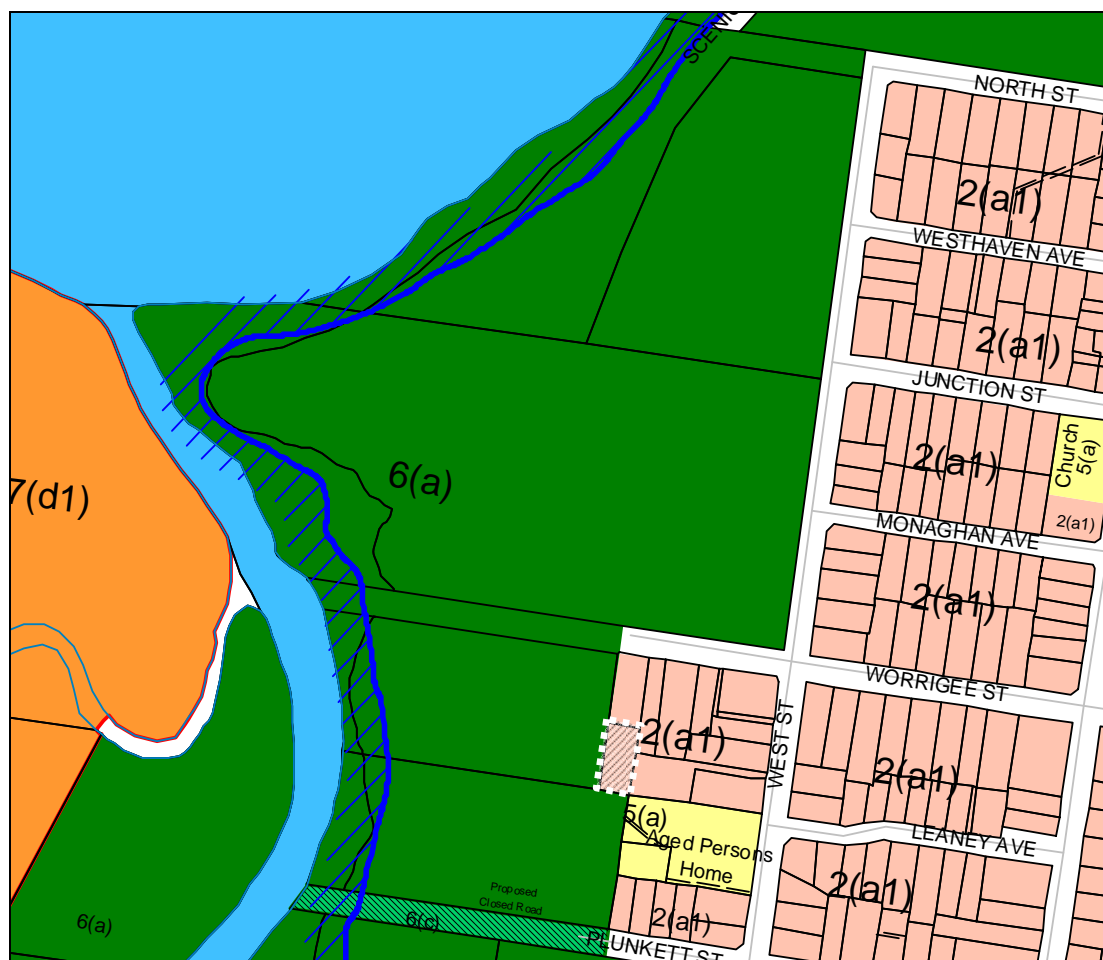 SCENIC
NORTH ST
2(a1)
WESTHAVEN AVE
2(a1)
JUNCTION ST
Church
5(a)
2(a1)
2(a1)
6(a)
7(d1)
MONAGHAN AVE
2(a1)
WORRIGEE ST
2(a1)
WEST ST
2(a1)
5(a)
Aged Persons
Home
LEANEY AVE
2(a1)
Proposed
Closed Road
6(c)
6(a)
2(a1)
PLUNKETT ST